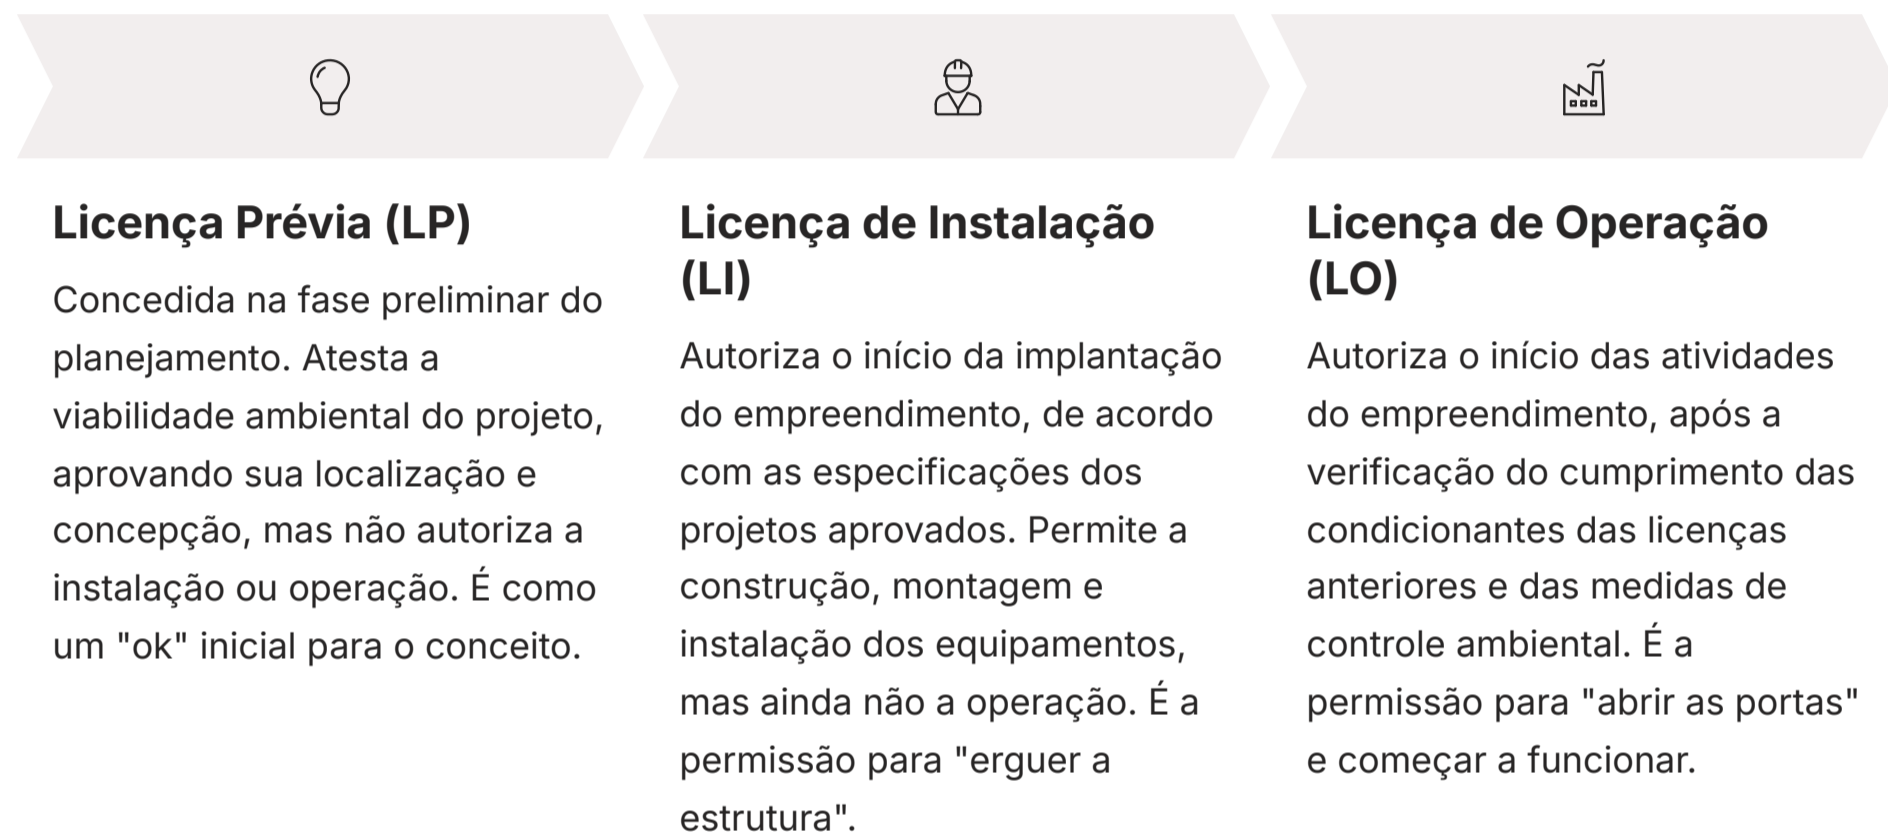 Licença Prévia (LP)
Concedida na fase preliminar do
planejamento. Atesta a
viabilidade ambiental do projeto,
aprovando sua localização e
concepção, mas não autoriza a
instalação ou operação. É como
um "ok" inicial para o conceito.
Licença de Instalação
(LI)
Autoriza o início da implantação
do empreendimento, de acordo
com as especificações dos
projetos aprovados. Permite a
construção, montagem e
instalação dos equipamentos,
mas ainda não a operação. É a
permissão para "erguer a
estrutura".
Licença de Operação
(LO)
Autoriza o início das atividades
do empreendimento, após a
verificação do cumprimento das
condicionantes das licenças
anteriores e das medidas de
controle ambiental. É a
permissão para "abrir as portas"
e começar a funcionar.